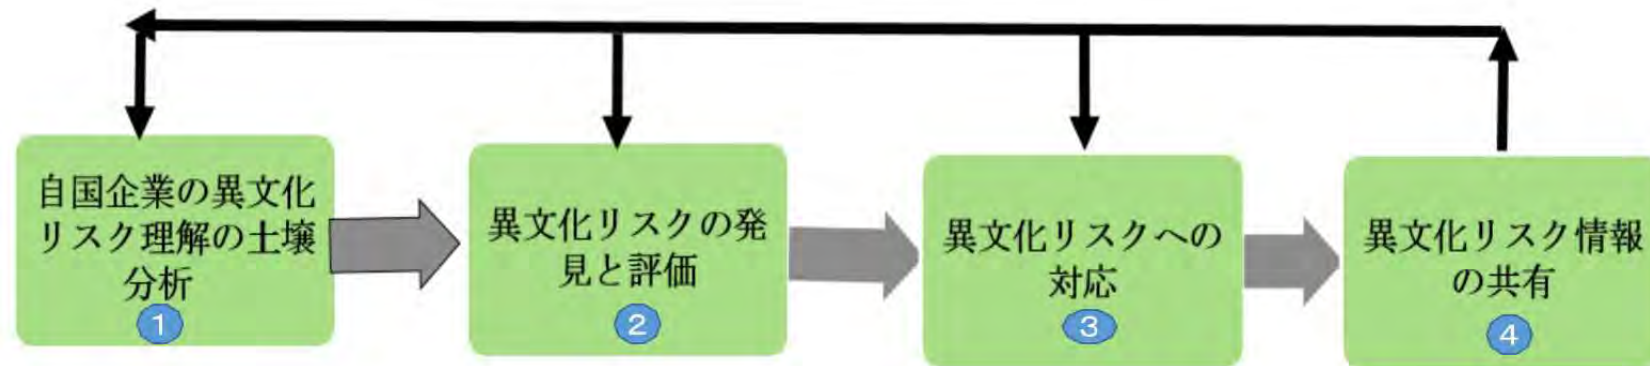 自国企業の異文化
リスク理解の土壌
分析
①
異文化リスクの発
見と評価
②
異文化リスクへの
対応
③
異文化リスク情報
の共有
④